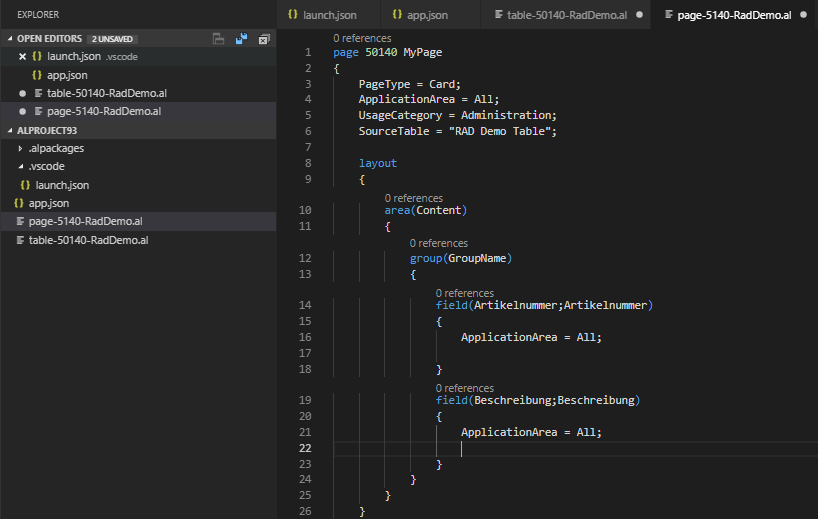 EXPLORER
OPEN EDITORS 2 UNSAVED
launch.json .vscode
app.json
table-50140-RadDemo.al
page-5140-RadDemo.al
ALPROJECT93
.alpackages
.vscode
launch.json
app.json
page-5140-RadDemo.al
table-50140-RadDemo.al
launch.json app.json table-50140-RadDemo.al page-5140-RadDemo.al
0 references
1 page 50140 MyPage
2 {
3 PageType = Card;
4 ApplicationArea = All;
5 UsageCategory = Administration;
6 SourceTable = "RAD Demo Table";
7
8 layout
9 {
0 references
10 area(Content)
11 {
0 references
12 group(GroupName)
13 {
0 references
14 field(Artikelnummer;Artikelnummer)
15 {
16 ApplicationArea = All;
17
18 }
0 references
19 field(Beschreibung;Beschreibung)
20 {
21 ApplicationArea = All;
22
23 }
24 }
25 }
26 }